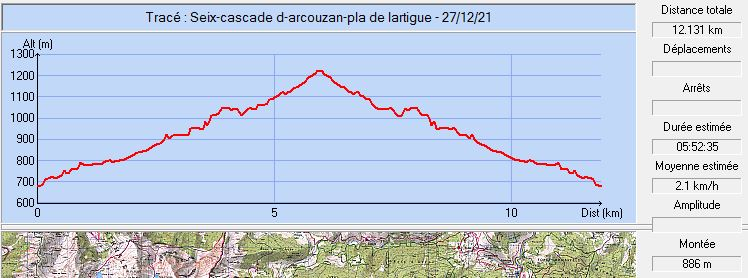 Tracé : Seix-cascade d-arcouzan-pla de lartigue - 27/12/21
Alt (m)
1300
1200
1100
1000
900
800
700
600
0
5
10
Dist (km)
Distance totale
12.131 km
Déplacements
Arrêts
Durée estimée
05:52:35
Moyenne estimée
2.1 km/h
Amplitude
Montée
886 m